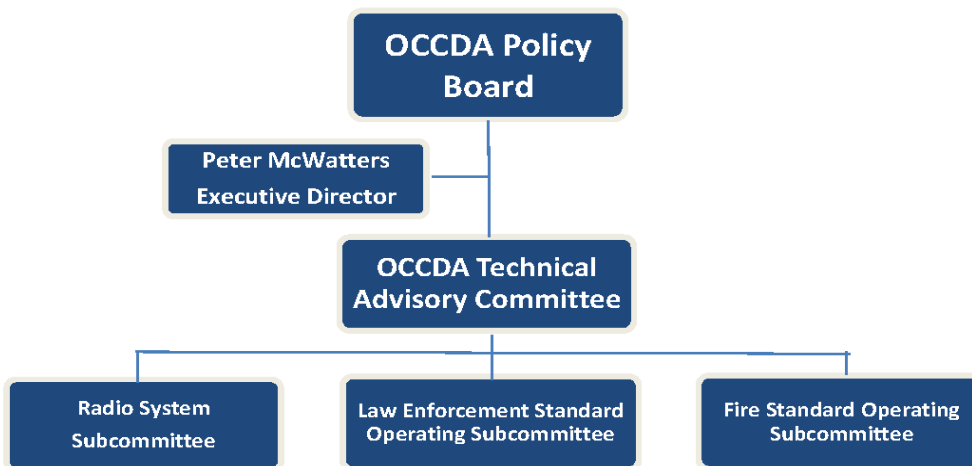 OCCDA Policy
Board
Peter McWatters
Executive Director
OCCDA Technical
Advisory Committee
Radio System
Subcommittee
Law Enforcement Standard
Operating Subcommittee
Fire Standard Operating
Subcommittee